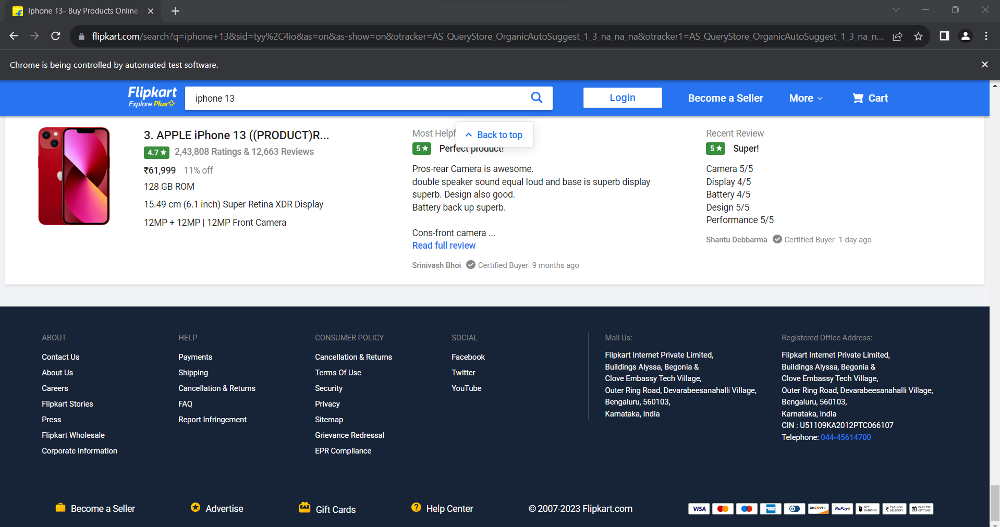 Iphone 13- Buy Products Online
flipkart.com/search?q=iphone+13&sid=tyy%2C4io&as=on&as-show=on&otracker=AS_QueryStore_OrganicAutoSuggest_1_3_na_na_na&otracker1=AS_QueryStore_OrganicAutoSuggest_1_3_na_n...
Chrome is being controlled by automated test software.
Flipkart
Explore Plus
iphone 13
Login
Become a Seller
More
Cart
3. APPLE iPhone 13 ((PRODUCT)R...
4.7★ 2,43,808 Ratings & 12,663 Reviews
₹61,999 11% off
128 GB ROM
15.49 cm (6.1 inch) Super Retina XDR Display
12MP + 12MP | 12MP Front Camera
Back to top
Most Helpf
5★ Perfect product!
Pros-rear Camera is awesome.
double speaker sound equal loud and base is superb display
superb. Design also good.
Battery back up superb.
Cons-front camera ...
Read full review
Srinivash Bhoi Certified Buyer 9 months ago
Recent Review
5★ Super!
Camera 5/5
Display 4/5
Battery 4/5
Design 5/5
Performance 5/5
Shantu Debbarma Certified Buyer 1 day ago
ABOUT
Contact Us
About Us
Careers
Flipkart Stories
Press
Flipkart Wholesale
Corporate Information
HELP
Payments
Shipping
Cancellation & Returns
FAQ
Report Infringement
CONSUMER POLICY
Cancellation & Returns
Terms Of Use
Security
Privacy
Sitemap
Grievance Redressal
EPR Compliance
SOCIAL
Facebook
Twitter
YouTube
Mail Us:
Flipkart Internet Private Limited,
Buildings Alyssa, Begonia &
Clove Embassy Tech Village,
Outer Ring Road, Devarabeesanahalli Village,
Bengaluru, 560103,
Karnataka, India
Registered Office Address:
Flipkart Internet Private Limited,
Buildings Alyssa, Begonia &
Clove Embassy Tech Village,
Outer Ring Road, Devarabeesanahalli Village,
Bengaluru, 560103,
Karnataka, India
CIN : U51109KA2012PTC066107
Telephone: 044-45614700
Become a Seller
Advertise
Gift Cards
Help Center
© 2007-2023 Flipkart.com
VISA
DISCOVER
RuPay
NET
BANKING
CASH ON
DELIVERY
EASY EMI
OPTIONS